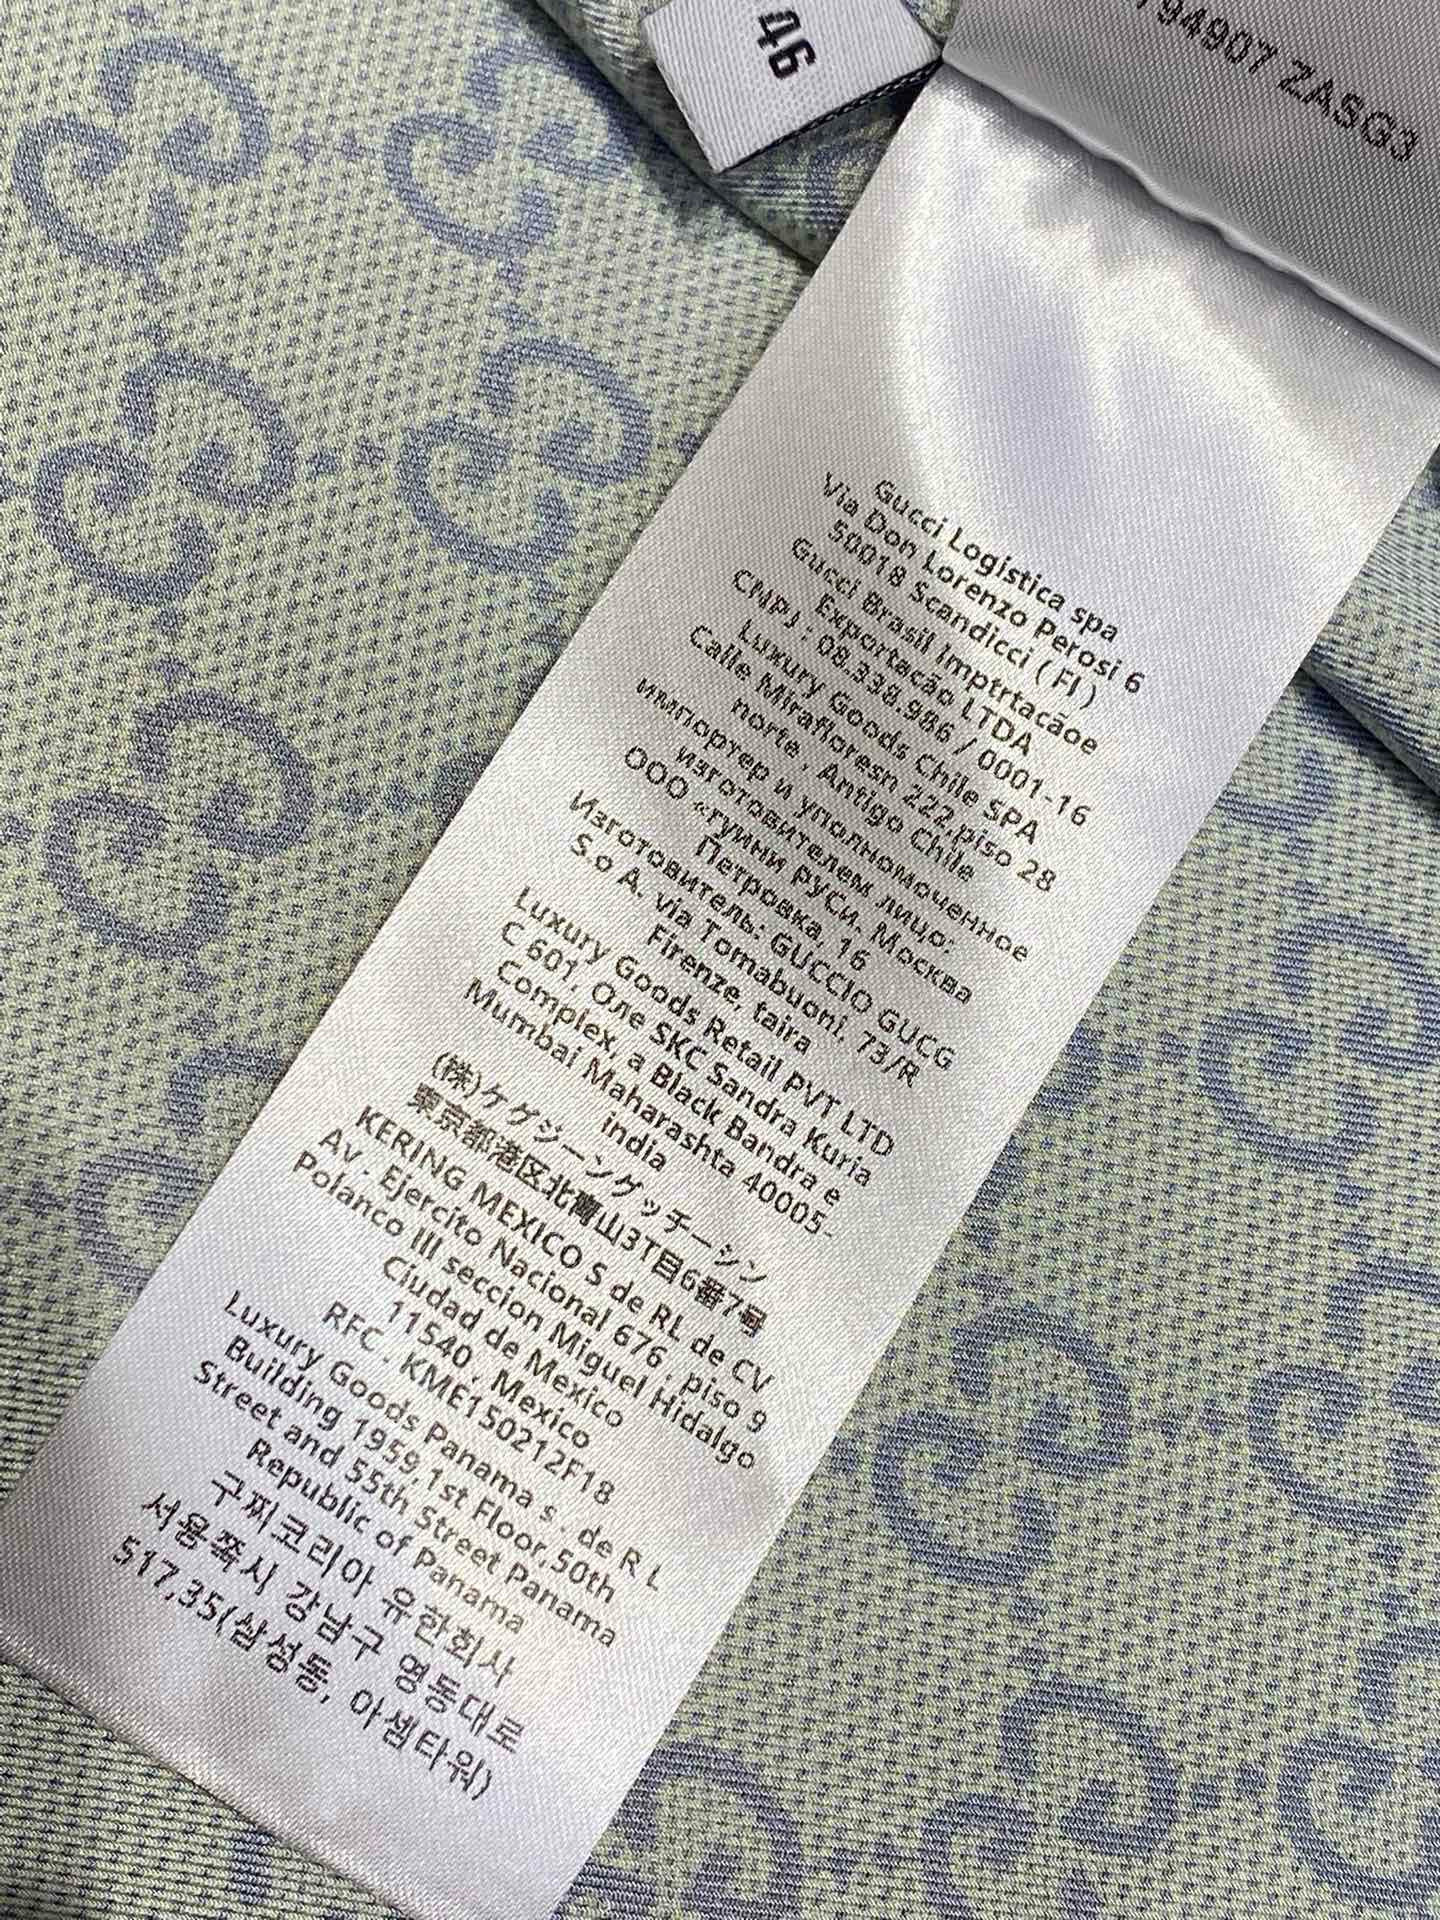 46
794907 ZASG3
Gucci Logistica spa
Via Don Lorenzo Perosi 6
50018 Scandicci ( FI )
Gucci Brasil Imptrtacãoe
Exportacão LTDA
CNPJ : 08.338.986 / 0001-16
Luxury Goods Chile SPA
Calle Mirafloresn 222,piso 28
norte , Antigo Chile
импортер и уполномоченное
изготовителем лицо:
ООО «гуини РУСИ. Москва
Петровка, 16
Изготовитель: GUCCIO GUCG
S.o A. via Tomabuoni, 73/R
Firenze, taira
Luxury Goods Retail PVT LTD
C 601, Оле SKC Sandra Kuria
Complex, a Black Bandra e
Mumbai Maharashta 40005-
india
(株)ケグジーングッチーシン
東京都港区北青山3T目6番7号
KERING MEXICO S de RL de CV
Av · Ejercito Nacional 676 , piso 9
Polanco III seccion Miguel Hidalgo
Ciudad de Mexico
11540 , Mexico
RFC . KME150212F18
Luxury Goods Panama s . de R L
Building 1959,1st Floor,50th
Street and 55th Street Panama
Republic of Panama
구찌코리아 유한회사
서용쪽시 강남구 영동대로
517,35(삼성동, 아셈타워)